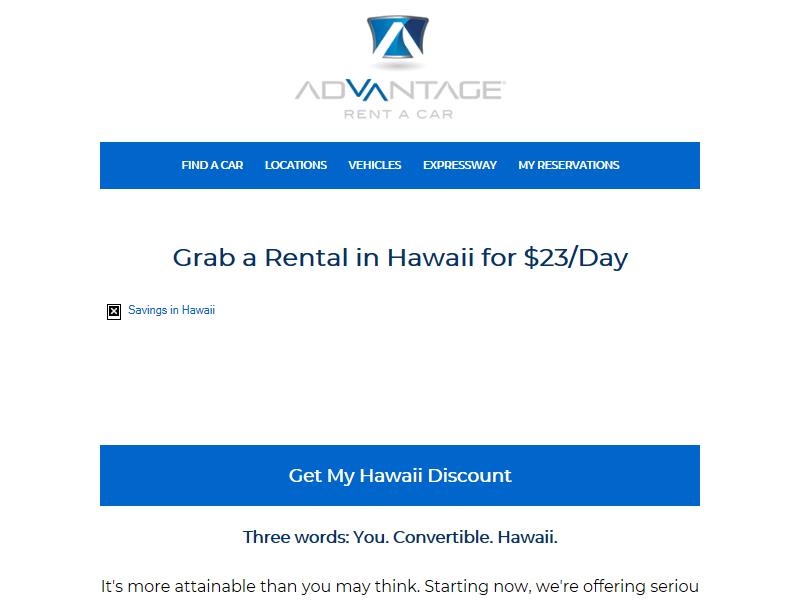 ADVANTAGE
RENT A CAR
FIND A CAR LOCATIONS VEHICLES EXPRESSWAY MY RESERVATIONS
Grab a Rental in Hawaii for $23/Day
Savings in Hawaii
Get My Hawaii Discount
Three words: You. Convertible. Hawaii.
It's more attainable than you may think. Starting now, we're offering seriou